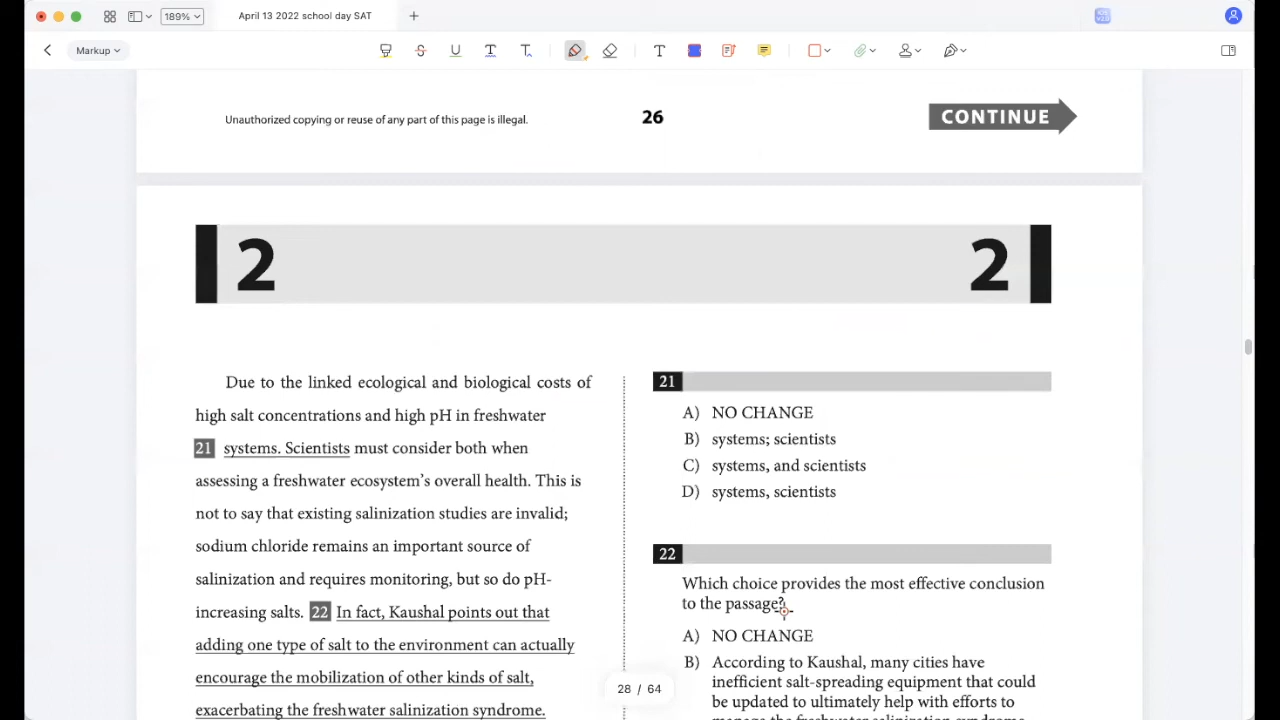 189%
April 13 2022 school day SAT
Markup
Unauthorized copying or reuse of any part of this page is illegal.
26
CONTINUE
2
2
Due to the linked ecological and biological costs of
high salt concentrations and high pH in freshwater
21 systems. Scientists must consider both when
assessing a freshwater ecosystem's overall health. This is
not to say that existing salinization studies are invalid;
sodium chloride remains an important source of
salinization and requires monitoring, but so do pH-
increasing salts. 22 In fact, Kaushal points out that
adding one type of salt to the environment can actually
encourage the mobilization of other kinds of salt,
exacerbating the freshwater salinization syndrome.
21
A) NO CHANGE
B) systems; scientists
C) systems, and scientists
D) systems, scientists
22
Which choice provides the most effective conclusion
to the passage?
A) NO CHANGE
B) According to Kaushal, many cities have
inefficient salt-spreading equipment that could
be updated to ultimately help with efforts to
manage the freshwater salinization syndrome
28 / 64